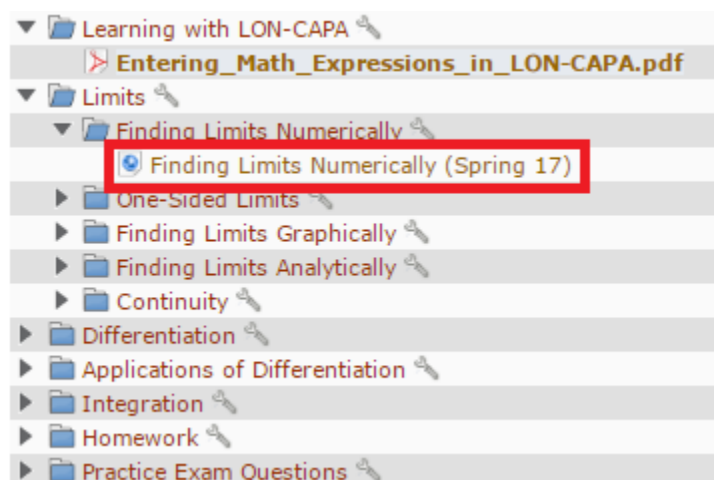 Learning with LON-CAPA
Entering_Math_Expressions_in_LON-CAPA.pdf
Limits
Finding Limits Numerically
Finding Limits Numerically (Spring 17)
One-Sided Limits
Finding Limits Graphically
Finding Limits Analytically
Continuity
Differentiation
Applications of Differentiation
Integration
Homework
Practice Exam Questions